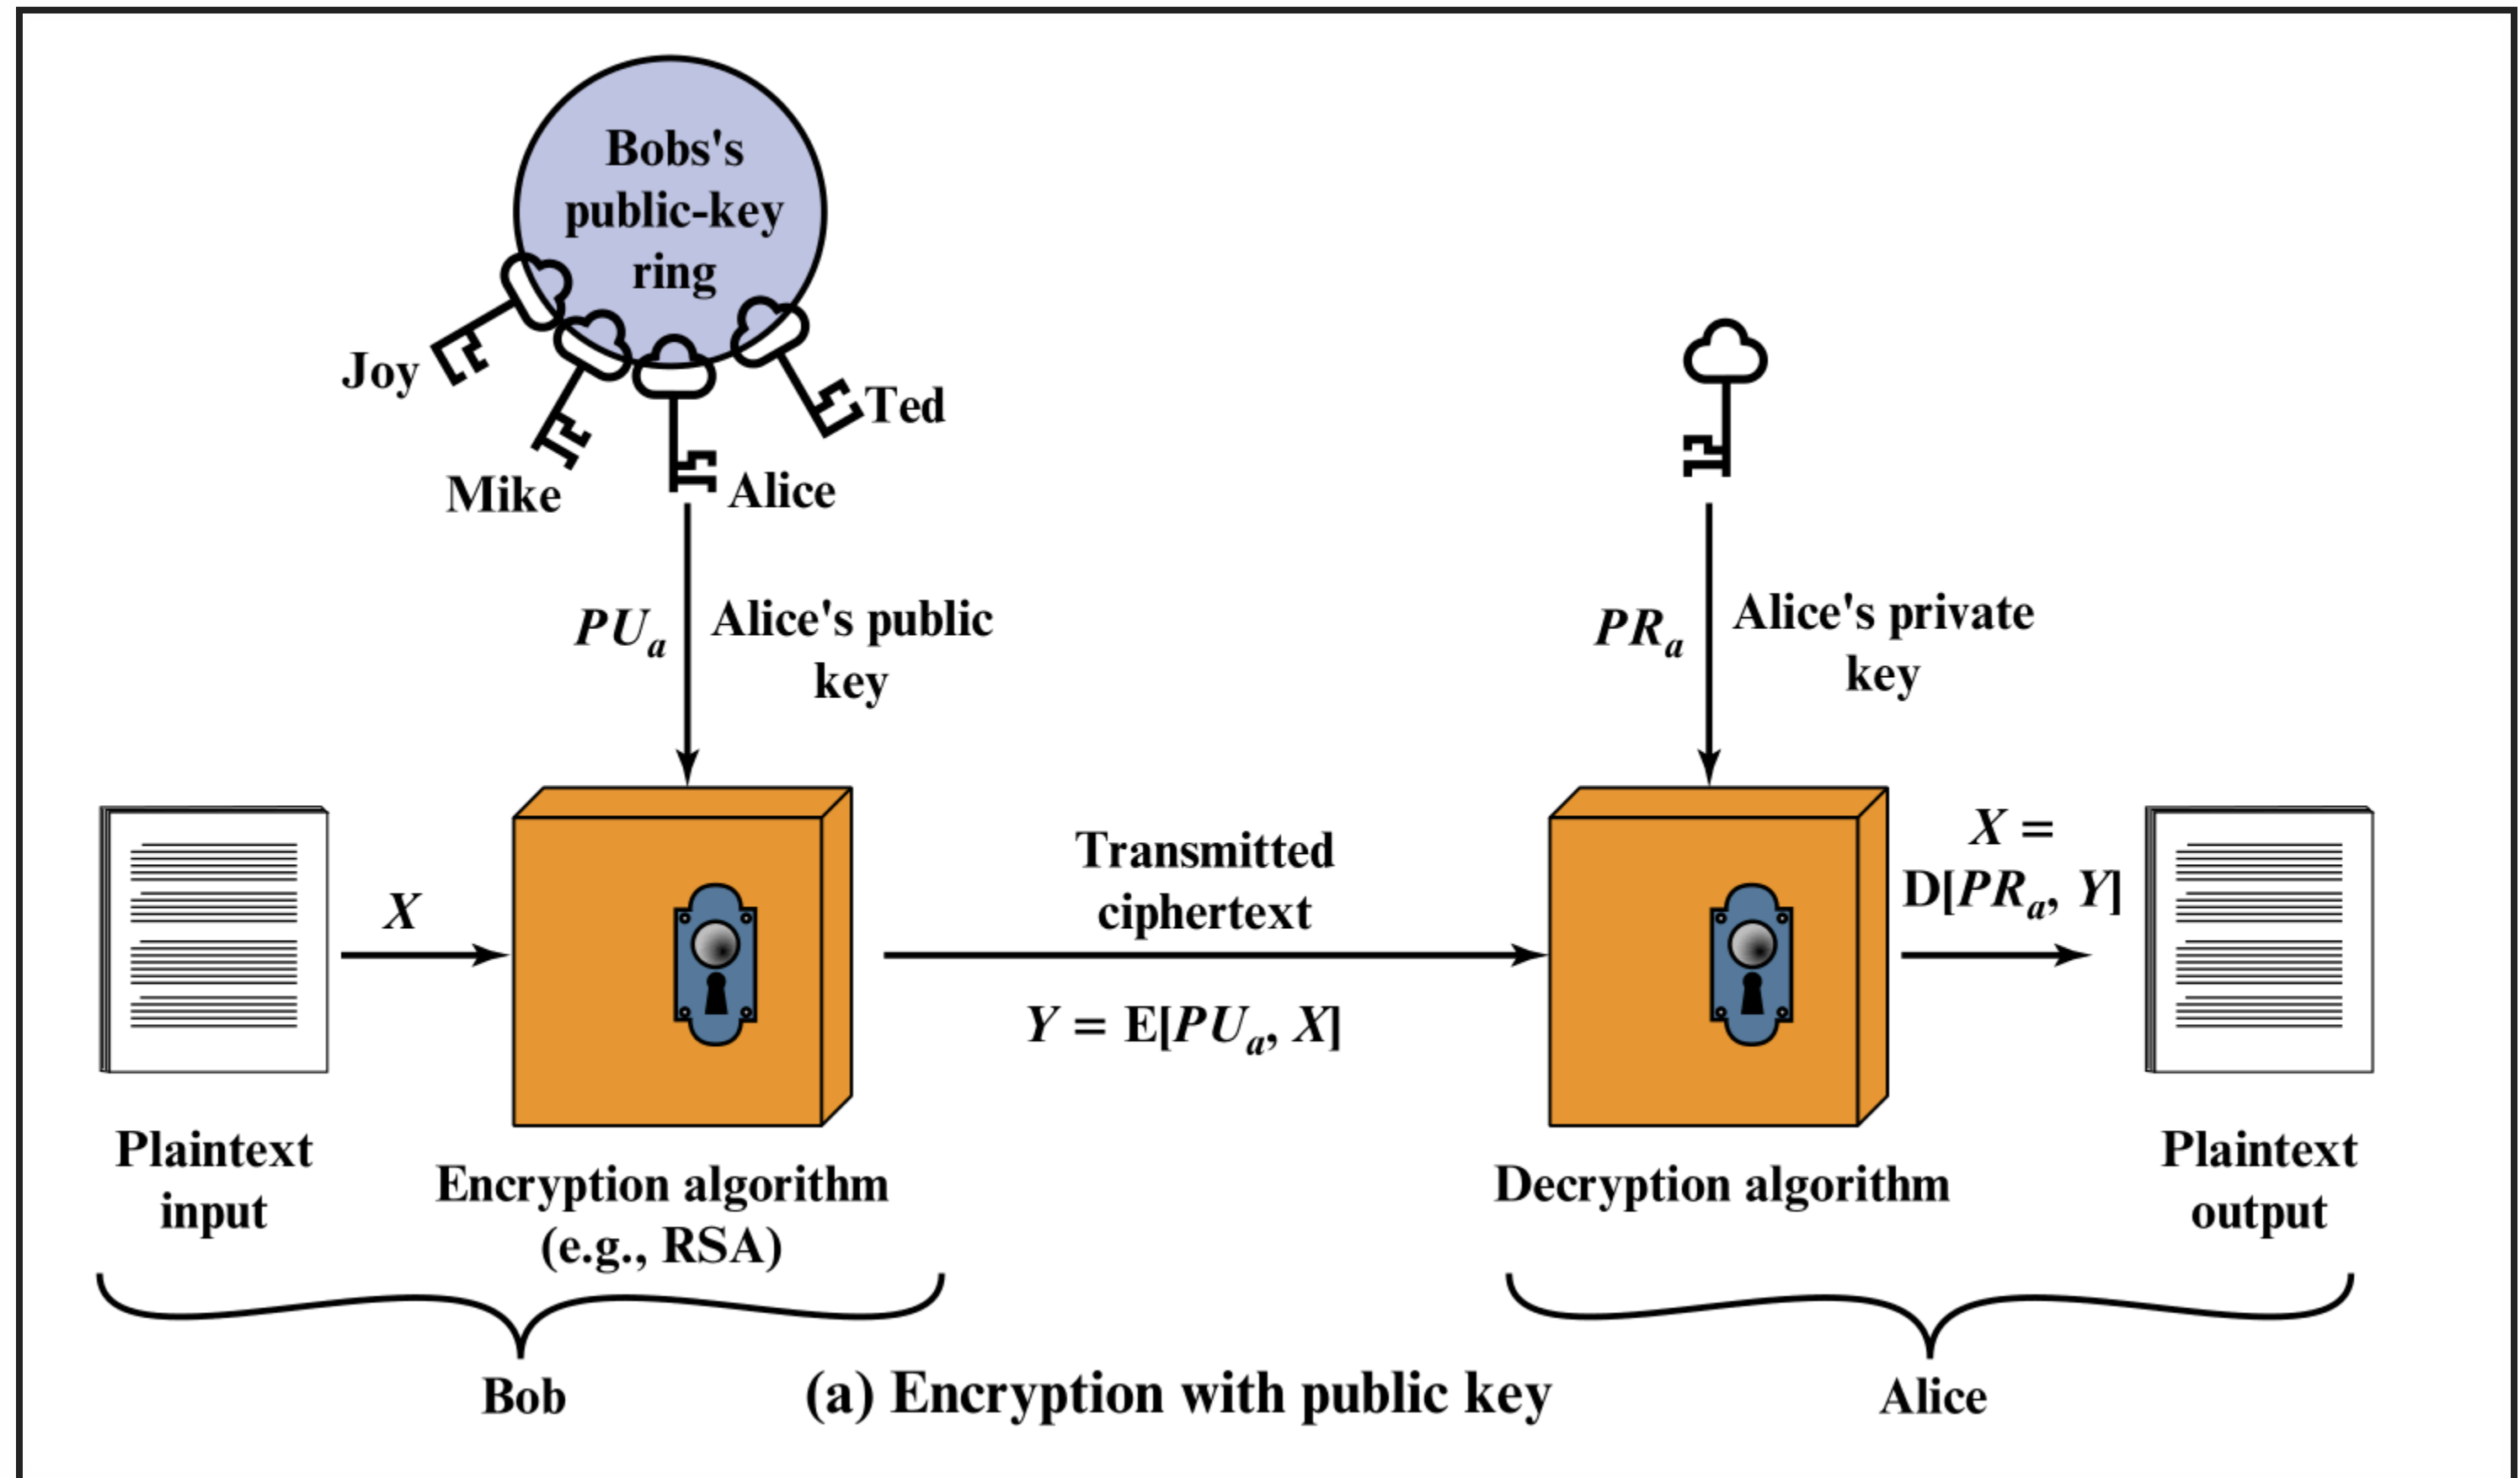 Bobs's
public-key
ring
Joy
Ted
Mike
Alice
PUa
Alice's public
key
PRa
Alice's private
key
X
Transmitted
ciphertext
Y = E[PUa, X]
X =
D[PRa, Y]
Plaintext
input
Encryption algorithm
(e.g., RSA)
Decryption algorithm
Plaintext
output
Bob
(a) Encryption with public key
Alice